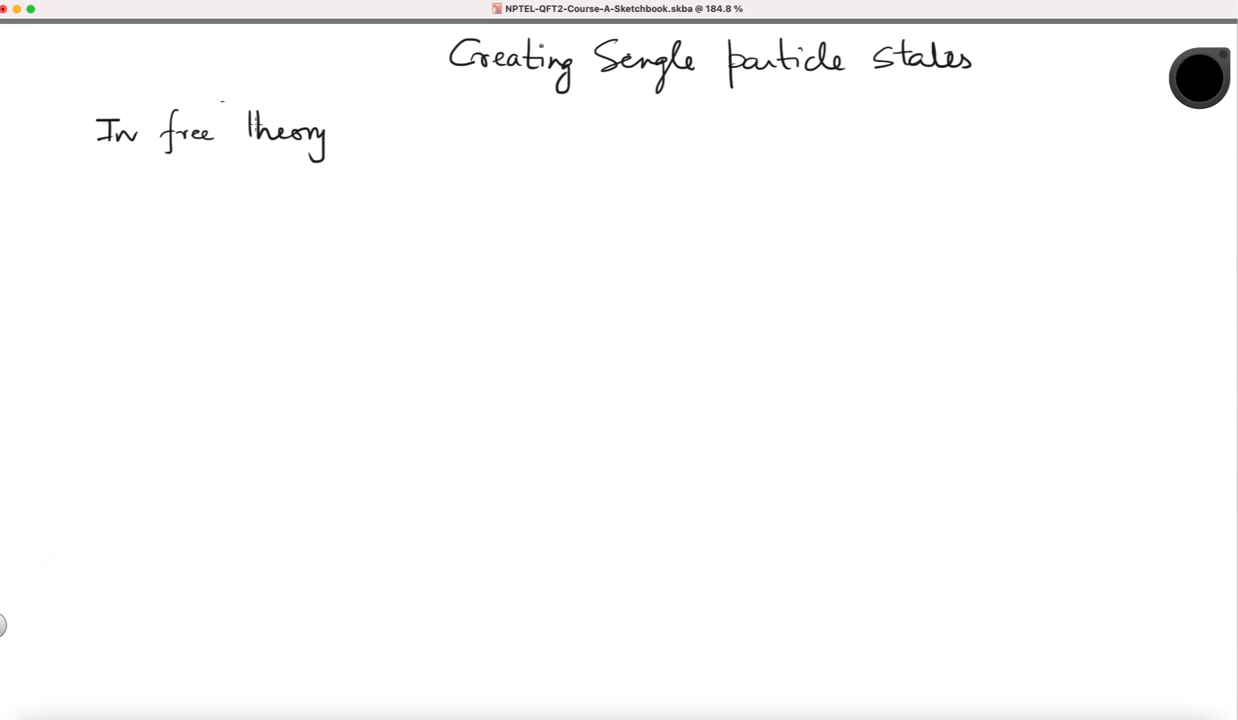 NPTEL-QFT2-Course-A-Sketchbook.skba @ 184.8 %
Creating Single particle states
In free theory